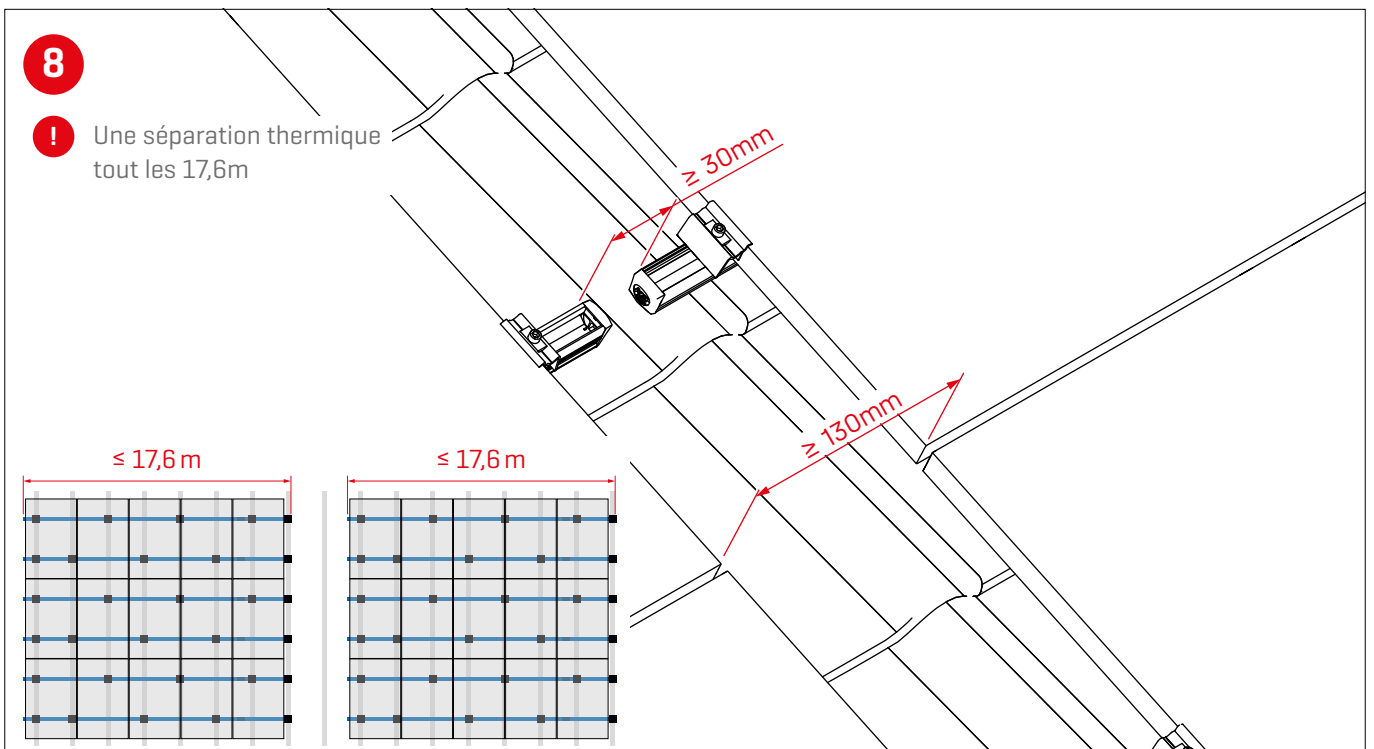 8
! Une séparation thermique
tout les 17,6m
≥ 30mm
≥ 130mm
≤ 17,6 m
≤ 17,6 m